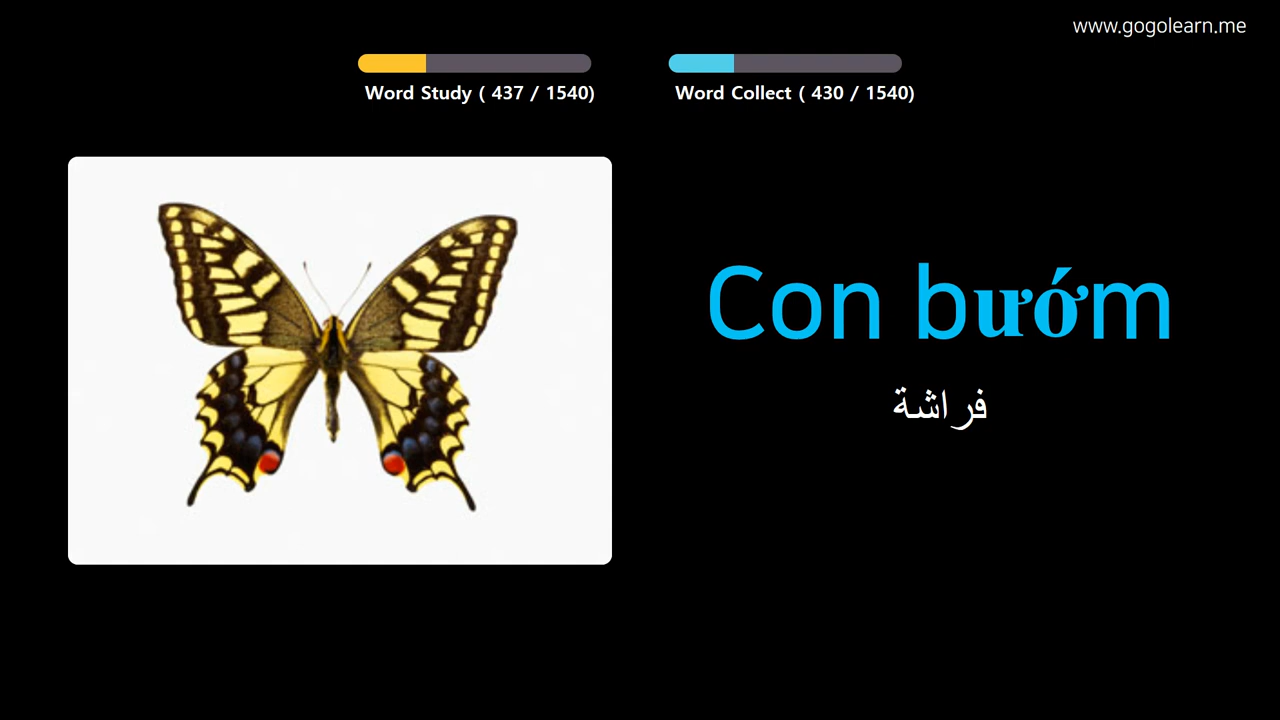 www.gogolearn.me
Word Study ( 437 / 1540)
Word Collect ( 430 / 1540)
Con bướm
فراشة